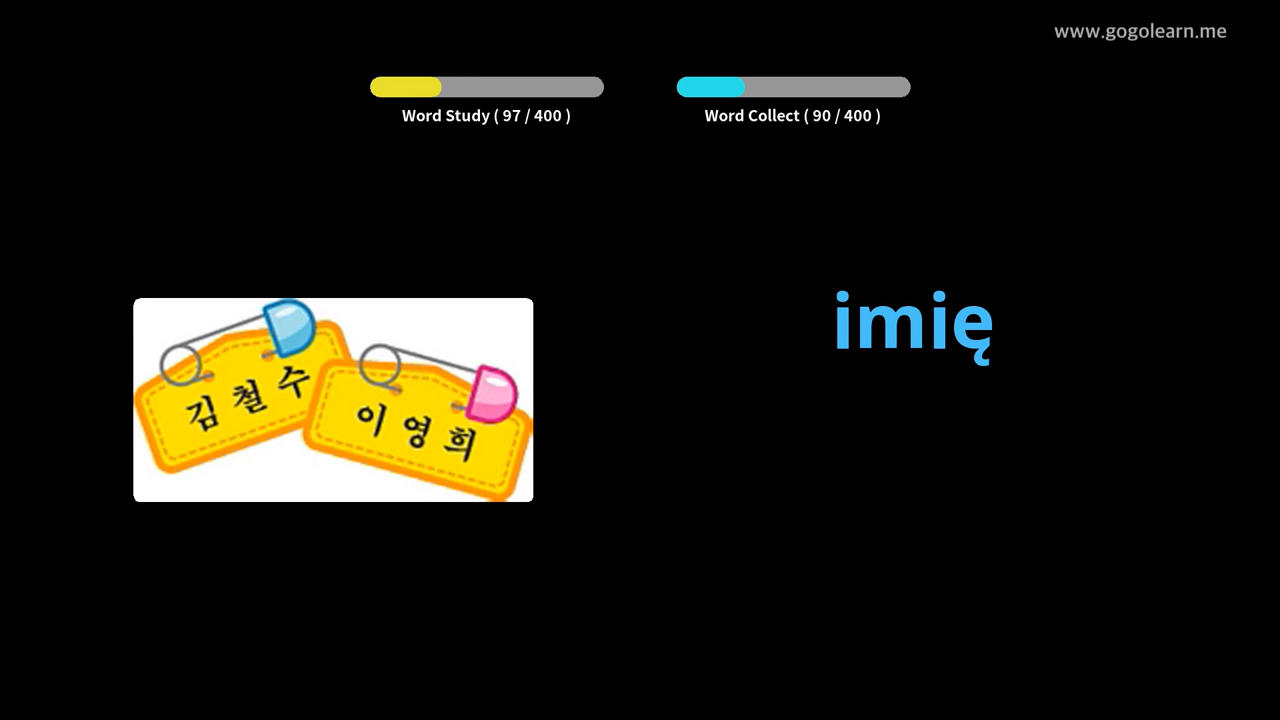 www.gogolearn.me
Word Study ( 97 / 400 )
Word Collect ( 90 / 400 )
imię
김철수
이영희